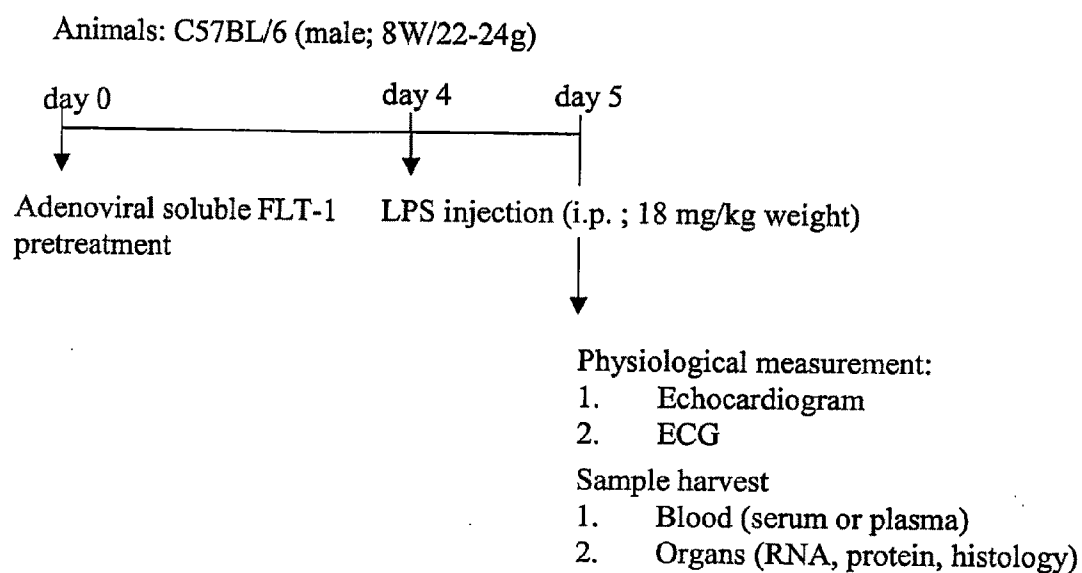 Animals: C57BL/6 (male; 8W/22-24g)
day 0 day 4 day 5
Adenoviral soluble FLT-1 LPS injection (i.p. ; 18 mg/kg weight)
pretreatment
Physiological measurement:
1. Echocardiogram
2. ECG
Sample harvest
1. Blood (serum or plasma)
2. Organs (RNA, protein, histology)